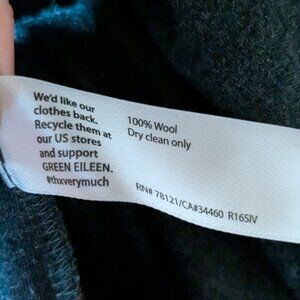 We'd like our
clothes back.
Recycle them at
our US stores
and support
GREEN EILEEN.
#thxverymuch
100% Wool
Dry clean only
RN# 78121/CA#34460 R16SIV